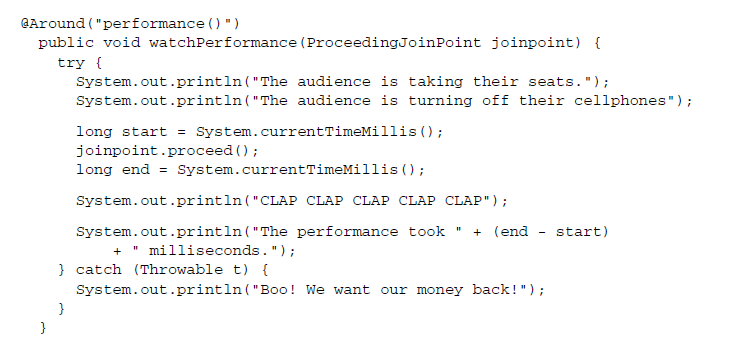 @Around("performance()")
public void watchPerformance(ProceedingJoinPoint joinpoint) {
try {
System.out.println("The audience is taking their seats.");
System.out.println("The audience is turning off their cellphones");
long start = System.currentTimeMillis();
joinpoint.proceed();
long end = System.currentTimeMillis();
System.out.println("CLAP CLAP CLAP CLAP CLAP");
System.out.println("The performance took " + (end - start)
+ " milliseconds.");
} catch (Throwable t) {
System.out.println("Boo! We want our money back!");
}
}